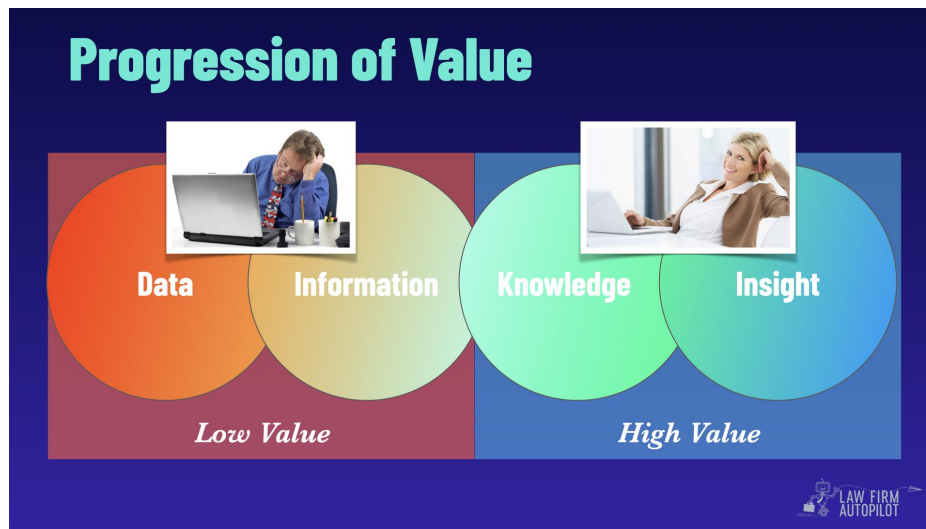 Progression of Value
Data
Information
Knowledge
Insight
Low Value
High Value
LAW FIRM
AUTOPILOT